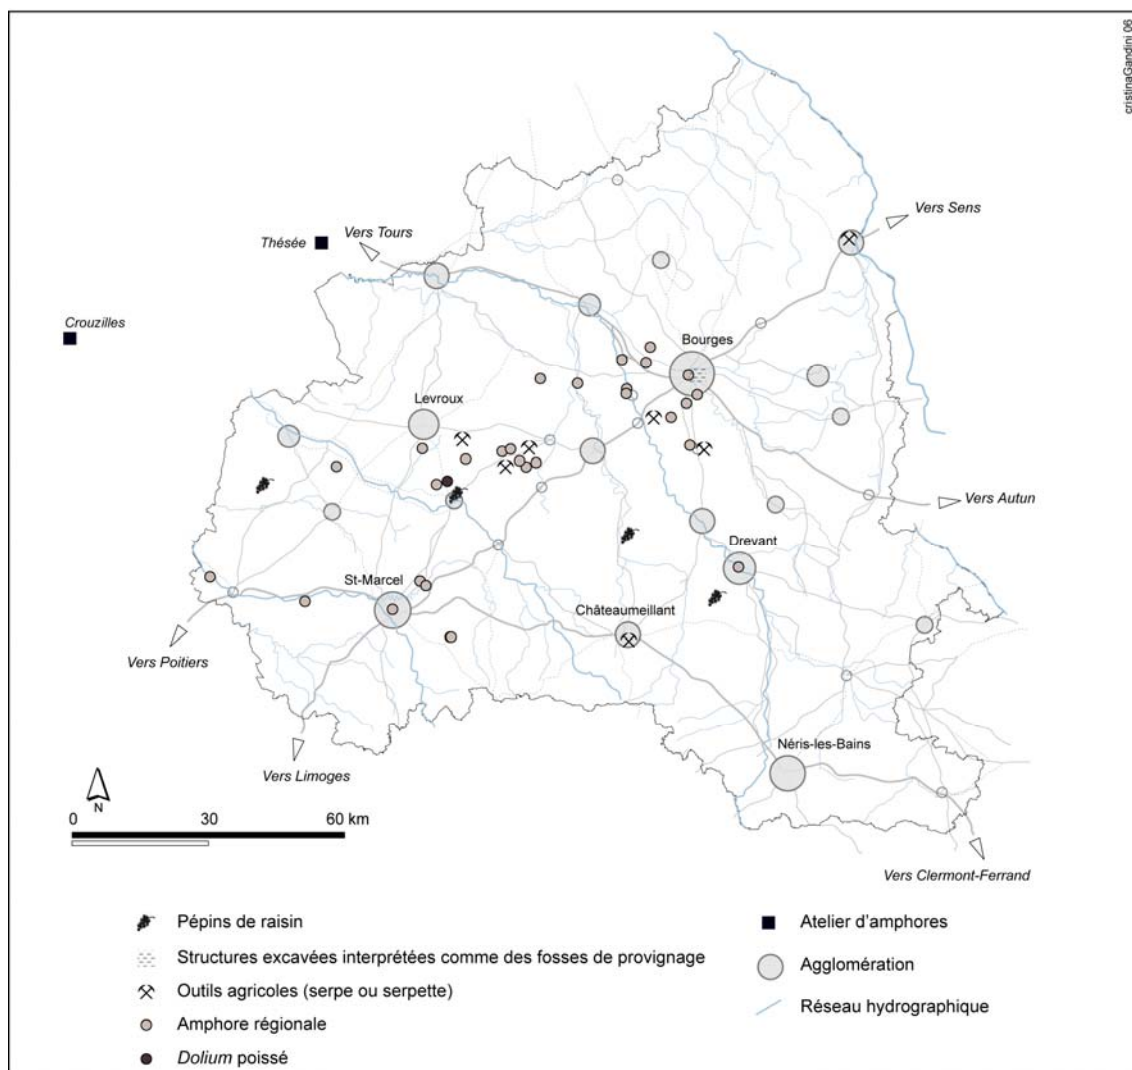 cristinaGandini 06
Vers Sens
Vers Tours
Thésée
Crouzilles
Bourges
Levroux
Vers Autun
Drevant
St-Marcel
Châteaumeillant
Vers Poitiers
Néris-les-Bains
Vers Limoges
N
0 30 60 km
Vers Clermont-Ferrand
Pépins de raisin
Structures excavées interprétées comme des fosses de provignage
Outils agricoles (serpe ou serpette)
Amphore régionale
Dolium poissé
Atelier d'amphores
Agglomération
Réseau hydrographique